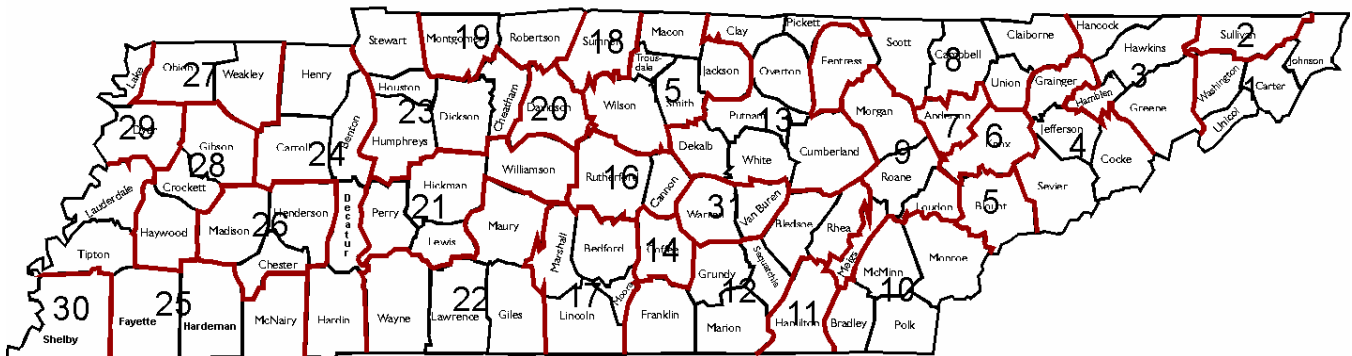 Stewart
Montgomery
19
Robertson
Sumner
18
Macon
Clay
Pickett
Scott
Campbell
8
Claiborne
Hancock
Hawkins
3
Sullivan
2
Johnson
Lake
Obion
27
Weakley
Henry
Houston
23
Dickson
Cheatham
Davidson
20
Wilson
Trous-
dale
5
Smith
Jackson
Overton
Fentress
Morgan
Anderson
7
Union
Grainger
Hamblen
Greene
Washington
1
Carter
Unicoi
29
Dyer
Gibson
28
Crockett
Carroll
24
Benton
Humphreys
Williamson
Rutherford
16
Cannon
Dekalb
Putnam
13
White
Cumberland
9
Roane
6
Knox
Jefferson
4
Cocke
Sevier
Lauderdale
Haywood
Madison
26
Henderson
Decatur
Perry
Hickman
21
Lewis
Maury
Marshall
Bedford
14
Coffee
Warren
31
Van Buren
Bledsoe
Rhea
Meigs
Loudon
Blount
5
Monroe
Tipton
Chester
Grundy
12
Sequatchie
McMinn
10
30
Shelby
25
Fayette
Hardeman
McNairy
Hardin
Wayne
22
Lawrence
Giles
17
Lincoln
Moore
Franklin
Marion
11
Hamilton
Bradley
Polk